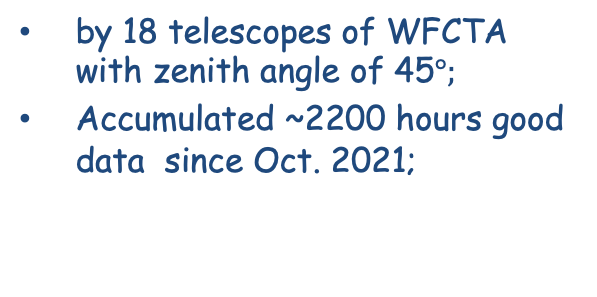 • by 18 telescopes of WFCTA
with zenith angle of 45°;
• Accumulated ~2200 hours good
data  since Oct. 2021;